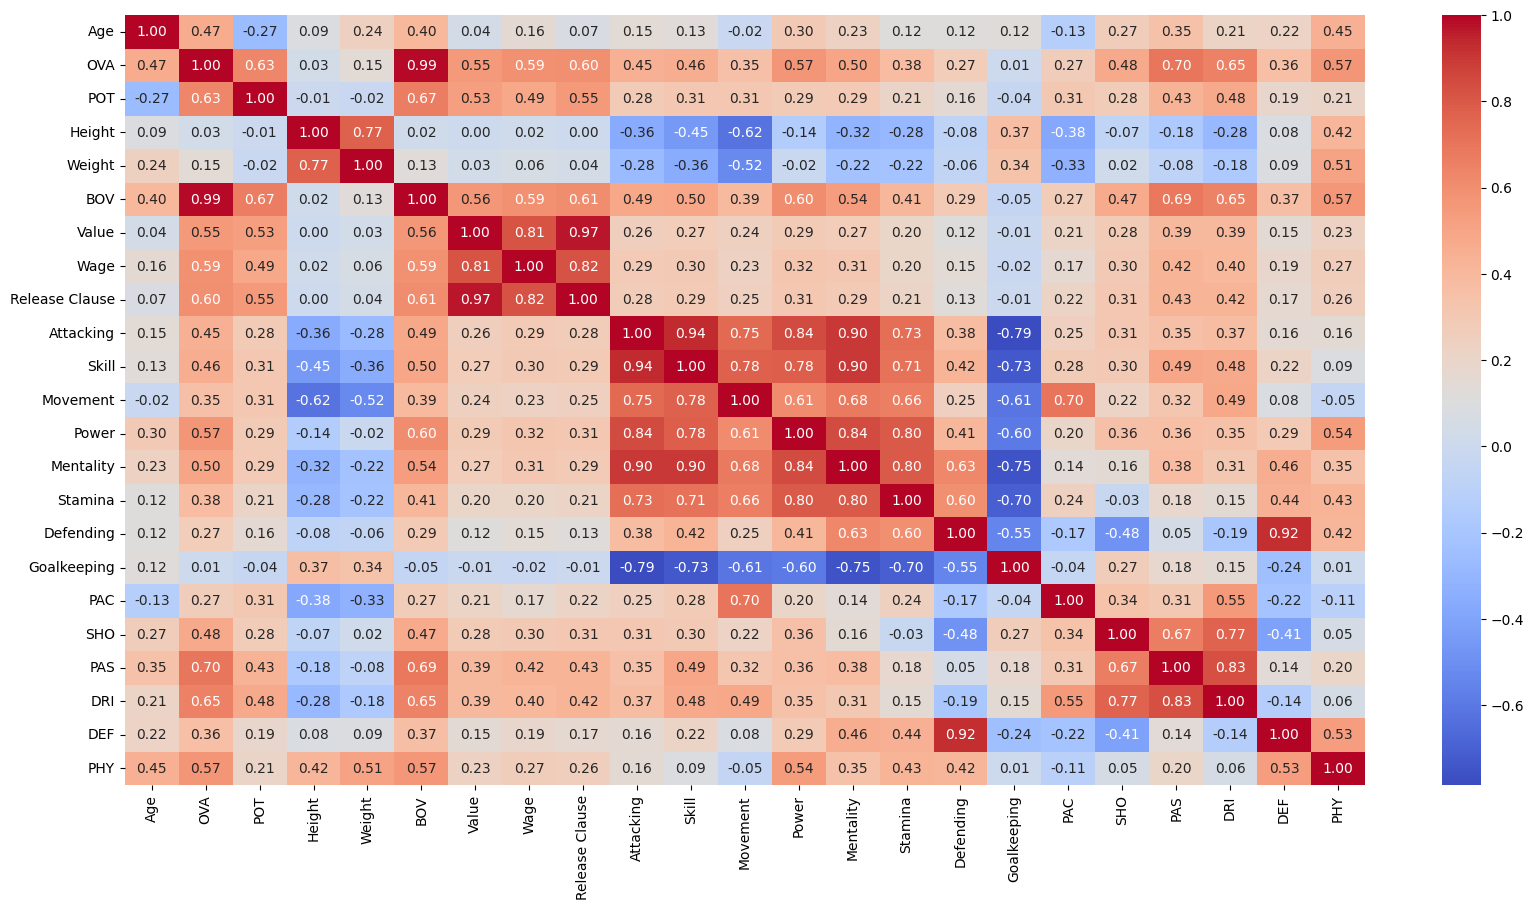 Age 1.00 0.47 -0.27 0.09 0.24 0.40 0.04 0.16 0.07 0.15 0.13 -0.02 0.30 0.23 0.12 0.12 0.12 -0.13 0.27 0.35 0.21 0.22 0.45
OVA 0.47 1.00 0.63 0.03 0.15 0.99 0.55 0.59 0.60 0.45 0.46 0.35 0.57 0.50 0.38 0.27 0.01 0.27 0.48 0.70 0.65 0.36 0.57
POT -0.27 0.63 1.00 -0.01 -0.02 0.67 0.53 0.49 0.55 0.28 0.31 0.31 0.29 0.29 0.21 0.16 -0.04 0.31 0.28 0.43 0.48 0.19 0.21
Height 0.09 0.03 -0.01 1.00 0.77 0.02 0.00 0.02 0.00 -0.36 -0.45 -0.62 -0.14 -0.32 -0.28 -0.08 0.37 -0.38 -0.07 -0.18 -0.28 0.08 0.42
Weight 0.24 0.15 -0.02 0.77 1.00 0.13 0.03 0.06 0.04 -0.28 -0.36 -0.52 -0.02 -0.22 -0.22 -0.06 0.34 -0.33 0.02 -0.08 -0.18 0.09 0.51
BOV 0.40 0.99 0.67 0.02 0.13 1.00 0.56 0.59 0.61 0.49 0.50 0.39 0.60 0.54 0.41 0.29 -0.05 0.27 0.47 0.69 0.65 0.37 0.57
Value 0.04 0.55 0.53 0.00 0.03 0.56 1.00 0.81 0.97 0.26 0.27 0.24 0.29 0.27 0.20 0.12 -0.01 0.21 0.28 0.39 0.39 0.15 0.23
Wage 0.16 0.59 0.49 0.02 0.06 0.59 0.81 1.00 0.82 0.29 0.30 0.23 0.32 0.31 0.20 0.15 -0.02 0.17 0.30 0.42 0.40 0.19 0.27
Release Clause 0.07 0.60 0.55 0.00 0.04 0.61 0.97 0.82 1.00 0.28 0.29 0.25 0.31 0.29 0.21 0.13 -0.01 0.22 0.31 0.43 0.42 0.17 0.26
Attacking 0.15 0.45 0.28 -0.36 -0.28 0.49 0.26 0.29 0.28 1.00 0.94 0.75 0.84 0.90 0.73 0.38 -0.79 0.25 0.31 0.35 0.37 0.16 0.16
Skill 0.13 0.46 0.31 -0.45 -0.36 0.50 0.27 0.30 0.29 0.94 1.00 0.78 0.78 0.90 0.71 0.42 -0.73 0.28 0.30 0.49 0.48 0.22 0.09
Movement -0.02 0.35 0.31 -0.62 -0.52 0.39 0.24 0.23 0.25 0.75 0.78 1.00 0.61 0.68 0.66 0.25 -0.61 0.70 0.22 0.32 0.49 0.08 -0.05
Power 0.30 0.57 0.29 -0.14 -0.02 0.60 0.29 0.32 0.31 0.84 0.78 0.61 1.00 0.84 0.80 0.41 -0.60 0.20 0.36 0.36 0.35 0.29 0.54
Mentality 0.23 0.50 0.29 -0.32 -0.22 0.54 0.27 0.31 0.29 0.90 0.90 0.68 0.84 1.00 0.80 0.63 -0.75 0.14 0.16 0.38 0.31 0.46 0.35
Stamina 0.12 0.38 0.21 -0.28 -0.22 0.41 0.20 0.20 0.21 0.73 0.71 0.66 0.80 0.80 1.00 0.60 -0.70 0.24 -0.03 0.18 0.15 0.44 0.43
Defending 0.12 0.27 0.16 -0.08 -0.06 0.29 0.12 0.15 0.13 0.38 0.42 0.25 0.41 0.63 0.60 1.00 -0.55 -0.17 -0.48 0.05 -0.19 0.92 0.42
Goalkeeping 0.12 0.01 -0.04 0.37 0.34 -0.05 -0.01 -0.02 -0.01 -0.79 -0.73 -0.61 -0.60 -0.75 -0.70 -0.55 1.00 -0.04 0.27 0.18 0.15 -0.24 0.01
PAC -0.13 0.27 0.31 -0.38 -0.33 0.27 0.21 0.17 0.22 0.25 0.28 0.70 0.20 0.14 0.24 -0.17 -0.04 1.00 0.34 0.31 0.55 -0.22 -0.11
SHO 0.27 0.48 0.28 -0.07 0.02 0.47 0.28 0.30 0.31 0.31 0.30 0.22 0.36 0.16 -0.03 -0.48 0.27 0.34 1.00 0.67 0.77 -0.41 0.05
PAS 0.35 0.70 0.43 -0.18 -0.08 0.69 0.39 0.42 0.43 0.35 0.49 0.32 0.36 0.38 0.18 0.05 0.18 0.31 0.67 1.00 0.83 0.14 0.20
DRI 0.21 0.65 0.48 -0.28 -0.18 0.65 0.39 0.40 0.42 0.37 0.48 0.49 0.35 0.31 0.15 -0.19 0.15 0.55 0.77 0.83 1.00 -0.14 0.06
DEF 0.22 0.36 0.19 0.08 0.09 0.37 0.15 0.19 0.17 0.16 0.22 0.08 0.29 0.46 0.44 0.92 -0.24 -0.22 -0.41 0.14 -0.14 1.00 0.53
PHY 0.45 0.57 0.21 0.42 0.51 0.57 0.23 0.27 0.26 0.16 0.09 -0.05 0.54 0.35 0.43 0.42 0.01 -0.11 0.05 0.20 0.06 0.53 1.00
Age OVA POT Height Weight BOV Value Wage Release Clause Attacking Skill Movement Power Mentality Stamina Defending Goalkeeping PAC SHO PAS DRI DEF PHY
1.0
0.8
0.6
0.4
0.2
0.0
−0.2
−0.4
−0.6